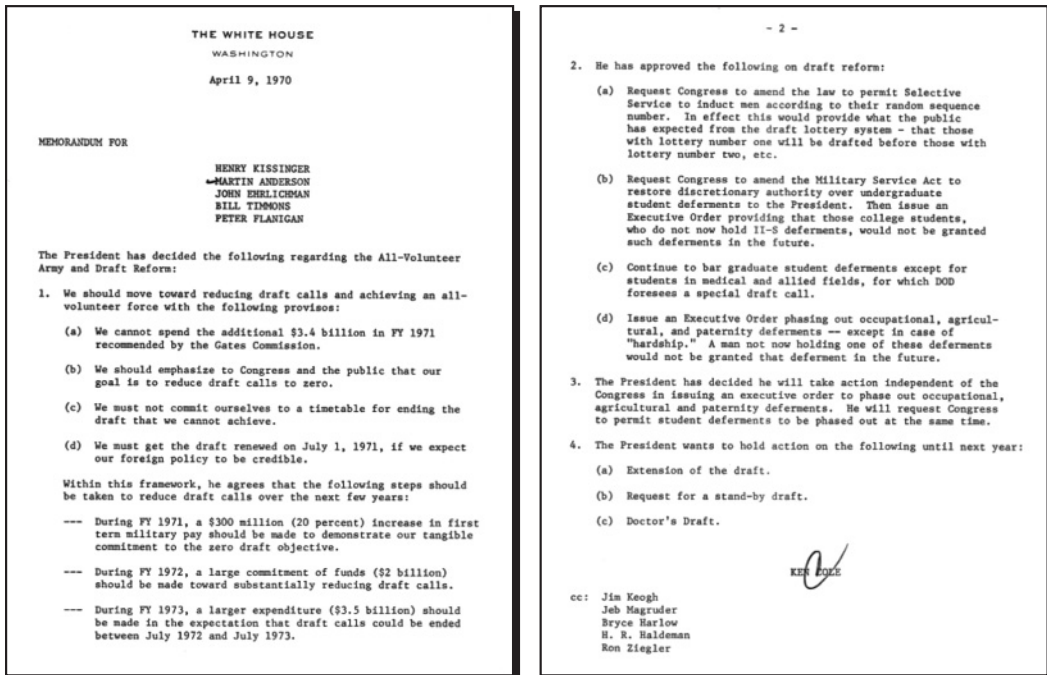 THE WHITE HOUSE
WASHINGTON
April 9, 1970
MEMORANDUM FOR
HENRY KISSINGER
MARTIN ANDERSON
JOHN EHRLICHMAN
BILL TIMMONS
PETER FLANIGAN
The President has decided the following regarding the All-Volunteer
Army and Draft Reform:
1. We should move toward reducing draft calls and achieving an all-
volunteer force with the following provisos:
(a) We cannot spend the additional $3.4 billion in FY 1971
recommended by the Gates Commission.
(b) We should emphasize to Congress and the public that our
goal is to reduce draft calls to zero.
(c) We must not commit ourselves to a timetable for ending the
draft that we cannot achieve.
(d) We must get the draft renewed on July 1, 1971, if we expect
our foreign policy to be credible.
Within this framework, he agrees that the following steps should
be taken to reduce draft calls over the next few years:
--- During FY 1971, a $300 million (20 percent) increase in first
term military pay should be made to demonstrate our tangible
commitment to the zero draft objective.
--- During FY 1972, a large commitment of funds ($2 billion)
should be made toward substantially reducing draft calls.
--- During FY 1973, a larger expenditure ($3.5 billion) should
be made in the expectation that draft calls could be ended
between July 1972 and July 1973.
- 2 -
2. He has approved the following on draft reform:
(a) Request Congress to amend the law to permit Selective
Service to induct men according to their random sequence
number. In effect this would provide what the public
has expected from the draft lottery system - that those
with lottery number one will be drafted before those with
lottery number two, etc.
(b) Request Congress to amend the Military Service Act to
restore discretionary authority over undergraduate
student deferments to the President. Then issue an
Executive Order providing that those college students,
who do not now hold II-S deferments, would not be granted
such deferments in the future.
(c) Continue to bar graduate student deferments except for
students in medical and allied fields, for which DOD
foresees a special draft call.
(d) Issue an Executive Order phasing out occupational, agricul-
tural, and paternity deferments -- except in case of
"hardship." A man not now holding one of these deferments
would not be granted that deferment in the future.
3. The President has decided he will take action independent of the
Congress in issuing an executive order to phase out occupational,
agricultural and paternity deferments. He will request Congress
to permit student deferments to be phased out at the same time.
4. The President wants to hold action on the following until next year:
(a) Extension of the draft.
(b) Request for a stand-by draft.
(c) Doctor's Draft.
KEN COLE
cc: Jim Keogh
Jeb Magruder
Bryce Harlow
H. R. Haldeman
Ron Ziegler